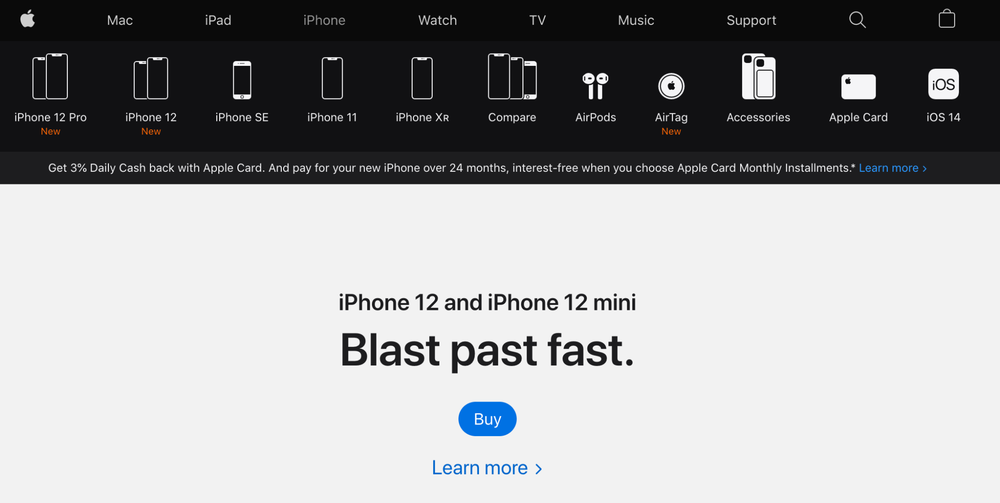 Mac iPad iPhone Watch TV Music Support
iOS
iPhone 12 Pro iPhone 12 iPhone SE iPhone 11 iPhone XR Compare AirPods AirTag Accessories Apple Card iOS 14
New New New
Get 3% Daily Cash back with Apple Card. And pay for your new iPhone over 24 months, interest-free when you choose Apple Card Monthly Installments.* Learn more >
iPhone 12 and iPhone 12 mini
Blast past fast.
Buy
Learn more >